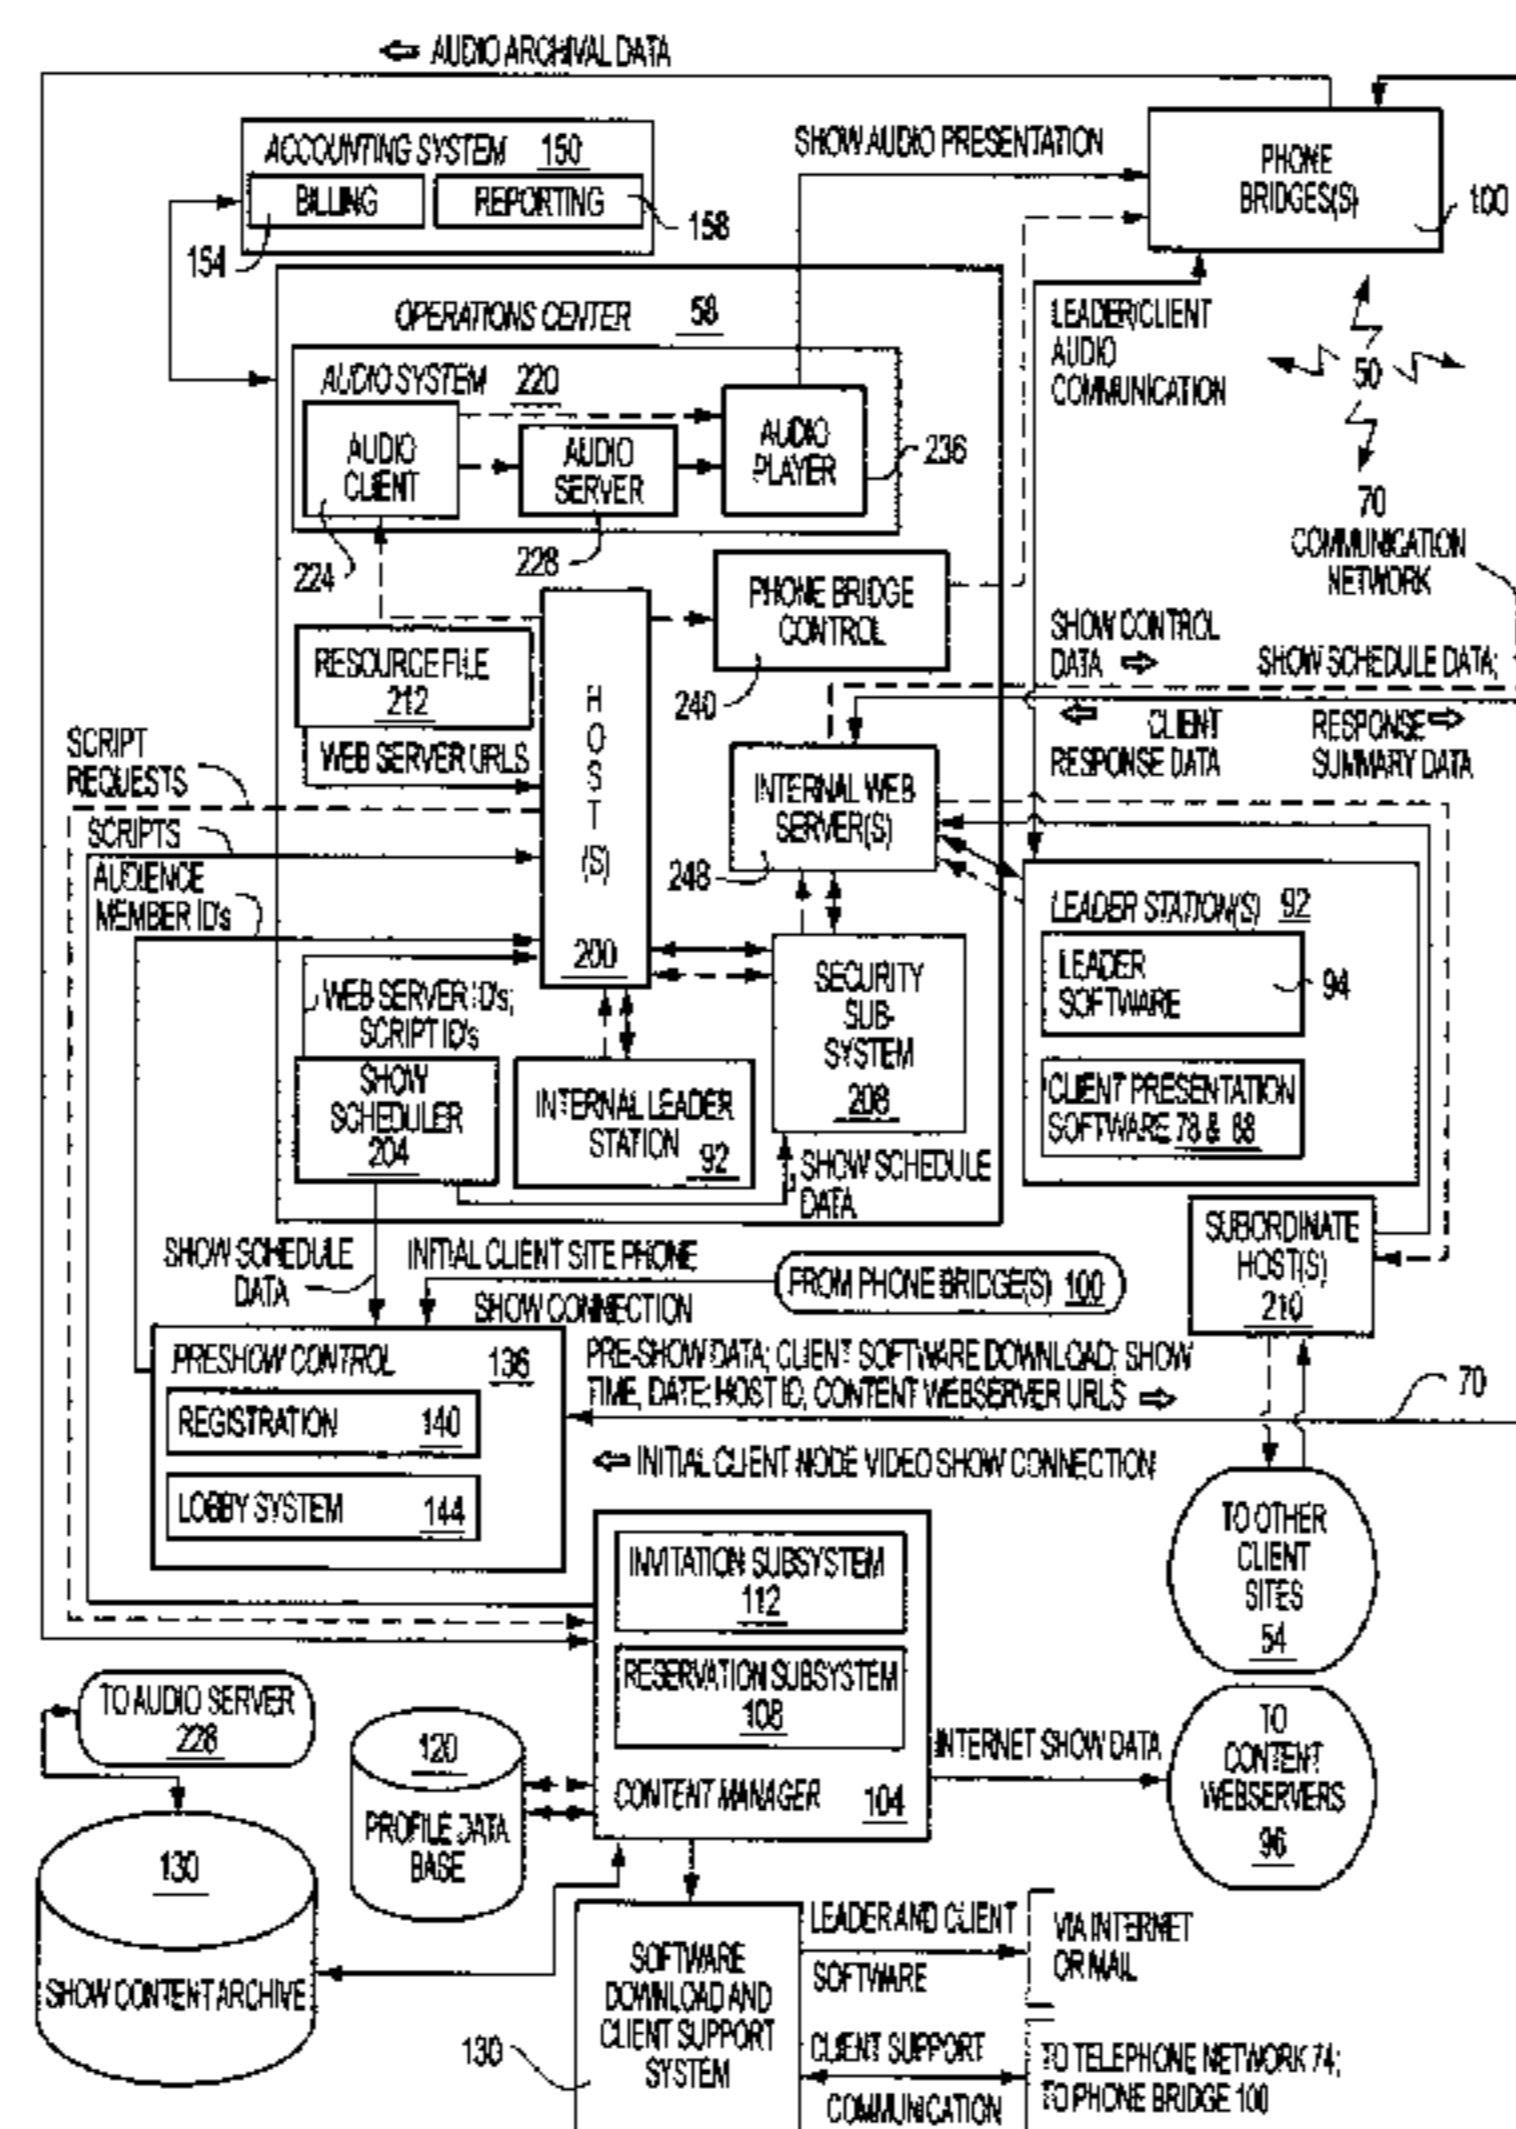 AUDIO ARCHIVAL DATA
ACCOUNTING SYSTEM 150
BILLING
REPORTING
154
158
SHOW AUDIO PRESENTATION
PHONE
BRIDGES(S)
100
OPERATIONS CENTER 58
AUDIO SYSTEM 220
AUDIO
CLIENT
AUDIO
SERVER
AUDIO
PLAYER
236
224
228
LEADER/CLIENT
AUDIO
COMMUNICATION
50
70
COMMUNICATION
NETWORK
PHONE BRIDGE
CONTROL
240
SHOW CONTROL
DATA
SHOW SCHEDULE DATA;
RESOURCE FILE
212
WEB SERVER URLS
HOST(S)
200
CLIENT
RESPONSE DATA
RESPONSE
SUMMARY DATA
SCRIPT
REQUESTS
SCRIPTS
AUDIENCE
MEMBER ID's
INTERNAL WEB
SERVER(S)
248
LEADER STATION(S) 92
LEADER
SOFTWARE
94
CLIENT PRESENTATION
SOFTWARE 78 & 88
WEB SERVER ID's;
SCRIPT ID's
SECURITY
SUB-
SYSTEM
208
SHOW
SCHEDULER
204
INTERNAL LEADER
STATION 92
SHOW SCHEDULE
DATA
SUBORDINATE
HOST(S)
210
SHOW SCHEDULE
DATA
INITIAL CLIENT SITE PHONE
SHOW CONNECTION
FROM PHONE BRIDGE(S) 100
PRESHOW CONTROL 136
REGISTRATION 140
LOBBY SYSTEM 144
PRE-SHOW DATA; CLIENT SOFTWARE DOWNLOAD; SHOW
TIME, DATE; HOST ID, CONTENT WEBSERVER URLS
70
INITIAL CLIENT NODE VIDEO SHOW CONNECTION
TO OTHER
CLIENT
SITES
54
INVITATION SUBSYSTEM
112
RESERVATION SUBSYSTEM
108
CONTENT MANAGER 104
TO AUDIO SERVER
228
120
PROFILE DATA
BASE
INTERNET SHOW DATA
TO
CONTENT
WEBSERVERS
96
130
SHOW CONTENT ARCHIVE
SOFTWARE
DOWNLOAD AND
CLIENT SUPPORT
SYSTEM
130
LEADER AND CLIENT
SOFTWARE
VIA INTERNET
OR MAIL
CLIENT SUPPORT
COMMUNICATION
TO TELEPHONE NETWORK 74;
TO PHONE BRIDGE 100